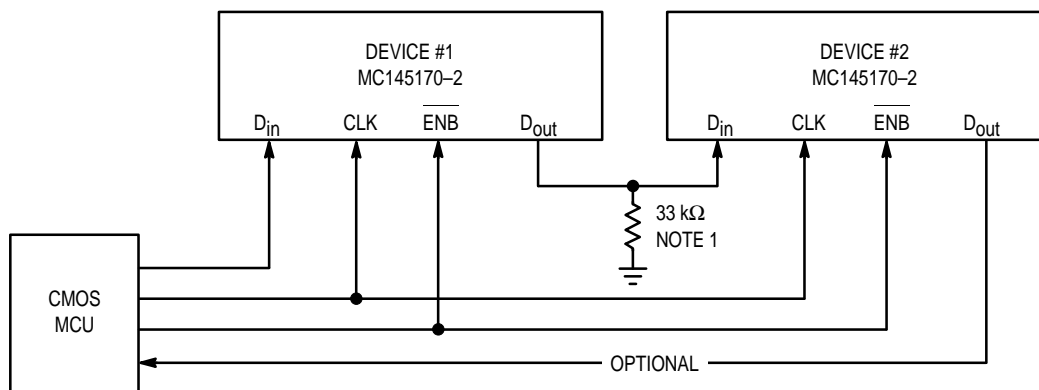 DEVICE #1
MC145170–2
Din CLK ENB Dout
DEVICE #2
MC145170–2
Din CLK ENB Dout
33 kΩ
NOTE 1
CMOS
MCU
OPTIONAL